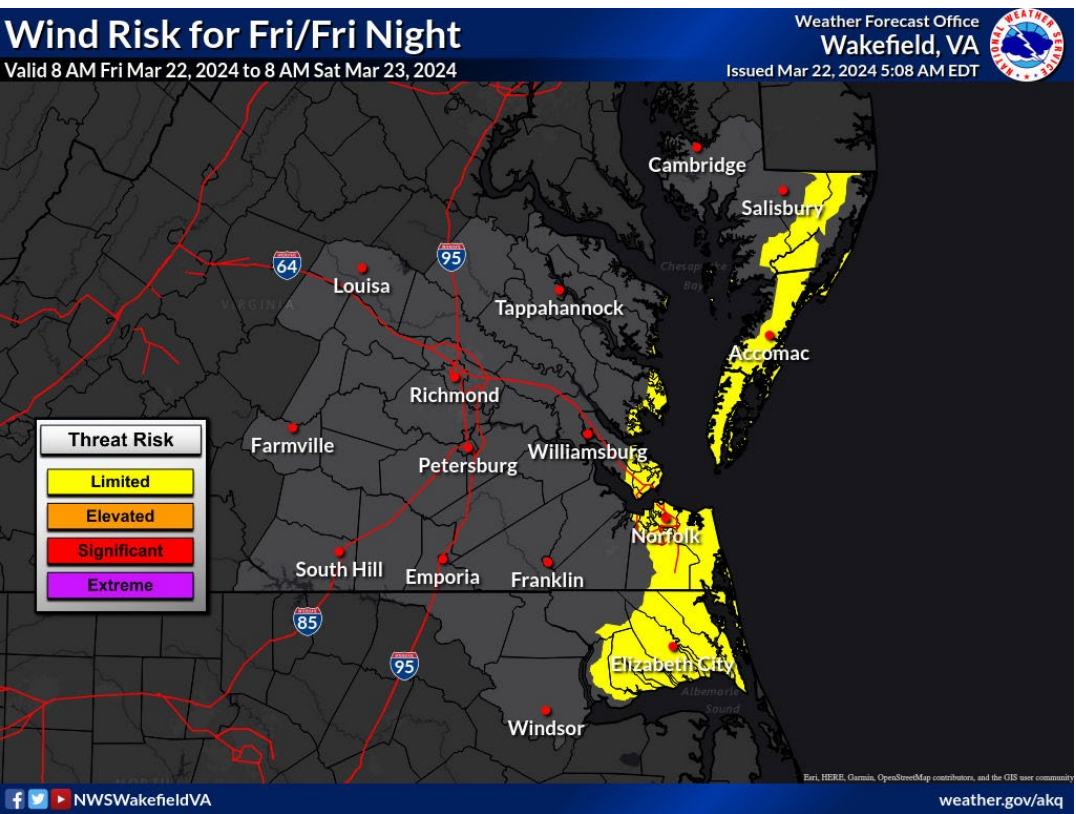 Wind Risk for Fri/Fri Night
Valid 8 AM Fri Mar 22, 2024 to 8 AM Sat Mar 23, 2024
Weather Forecast Office
Wakefield, VA
Issued Mar 22, 2024 5:08 AM EDT
NATIONAL WEATHER SERVICE
Cambridge
Salisbury
64
95
Louisa
Chesapeake
Bay
VIRGINIA
Tappahannock
Accomac
Richmond
Farmville
Williamsburg
Petersburg
Norfolk
South Hill
Emporia
Franklin
85
95
Elizabeth City
Albemarle
Sound
Windsor
Threat Risk
Limited
Elevated
Significant
Extreme
Esri, HERE, Garmin, OpenStreetMap contributors, and the GIS user community
NWSWakefieldVA
weather.gov/akq